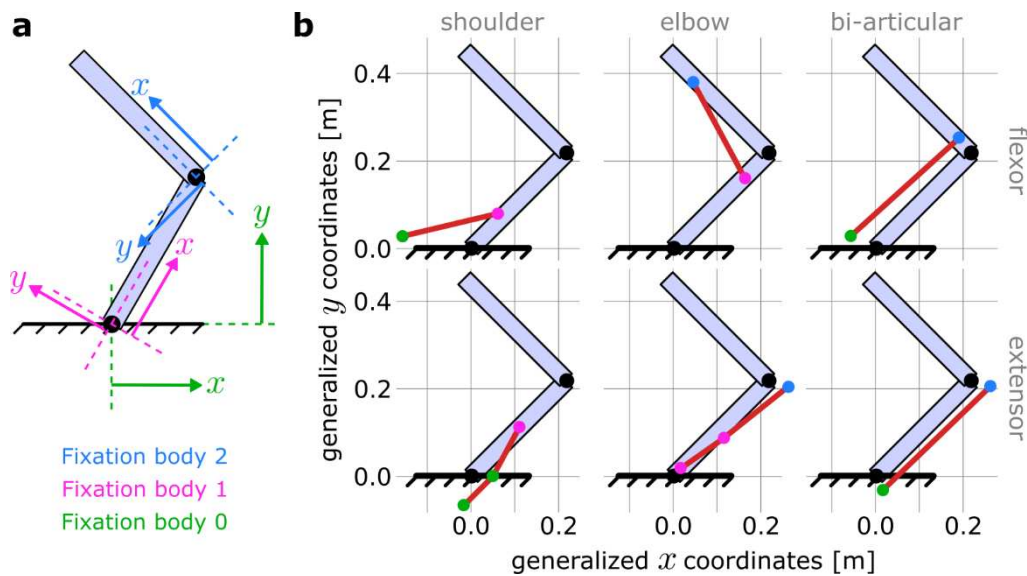 a
x
y
x
y
y
x
Fixation body 2
Fixation body 1
Fixation body 0
b
shoulder
elbow
bi-articular
flexor
extensor
generalized y coordinates [m]
0.4
0.2
0.0
0.4
0.2
0.0
0.0 0.2
0.0 0.2
0.0 0.2
generalized x coordinates [m]